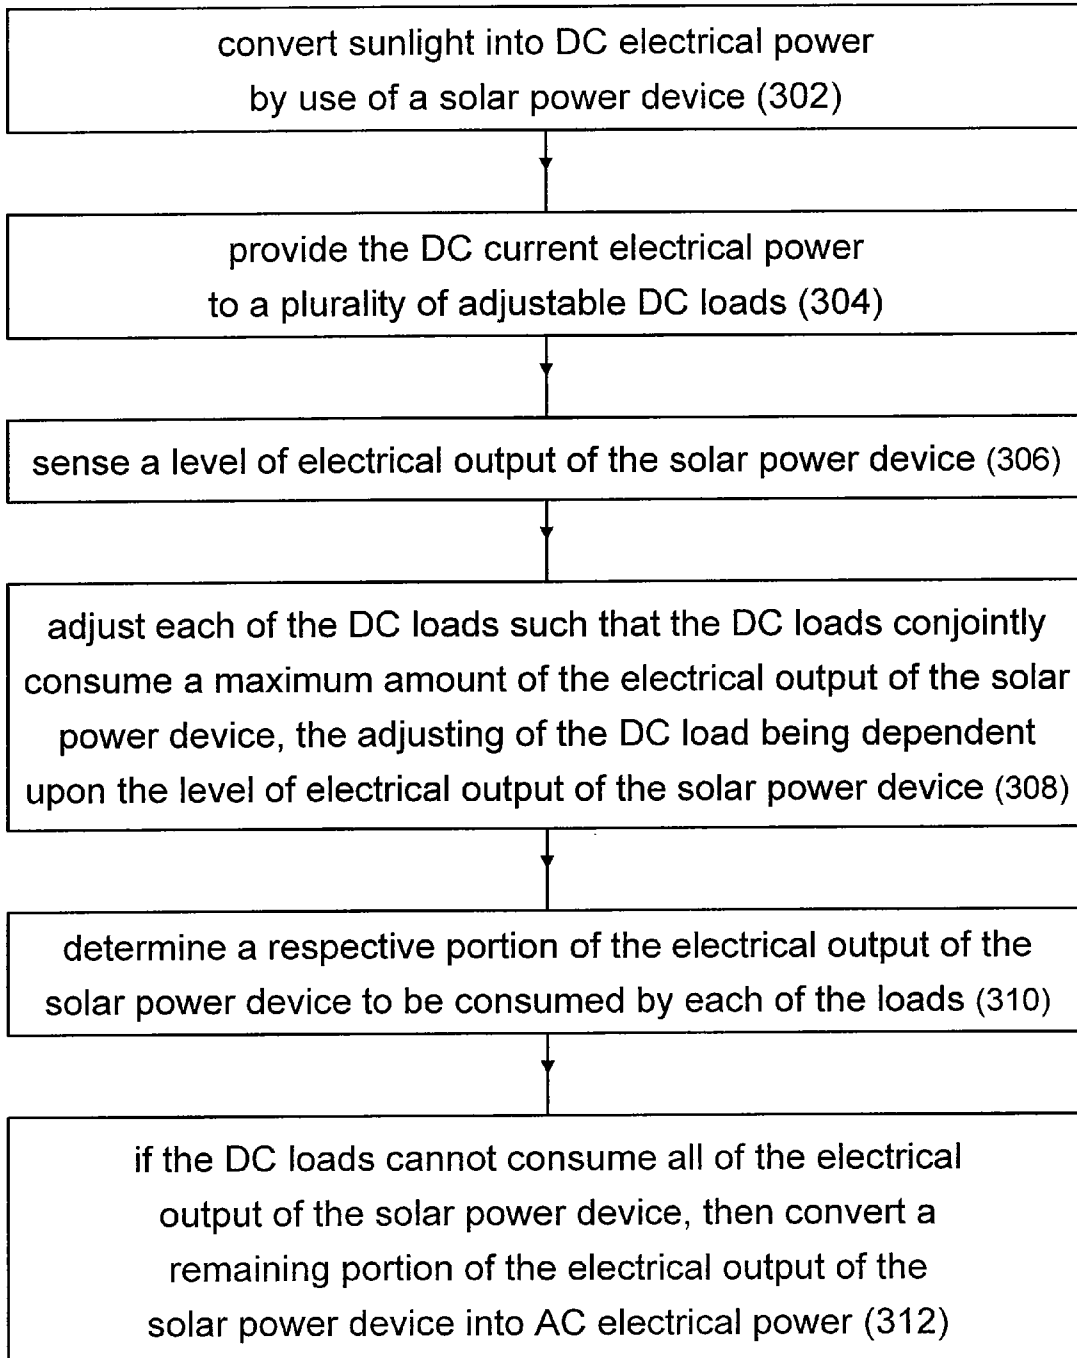 convert sunlight into DC electrical power
by use of a solar power device (302)
provide the DC current electrical power
to a plurality of adjustable DC loads (304)
sense a level of electrical output of the solar power device (306)
adjust each of the DC loads such that the DC loads conjointly
consume a maximum amount of the electrical output of the solar
power device, the adjusting of the DC load being dependent
upon the level of electrical output of the solar power device (308)
determine a respective portion of the electrical output of the
solar power device to be consumed by each of the loads (310)
if the DC loads cannot consume all of the electrical
output of the solar power device, then convert a
remaining portion of the electrical output of the
solar power device into AC electrical power (312)